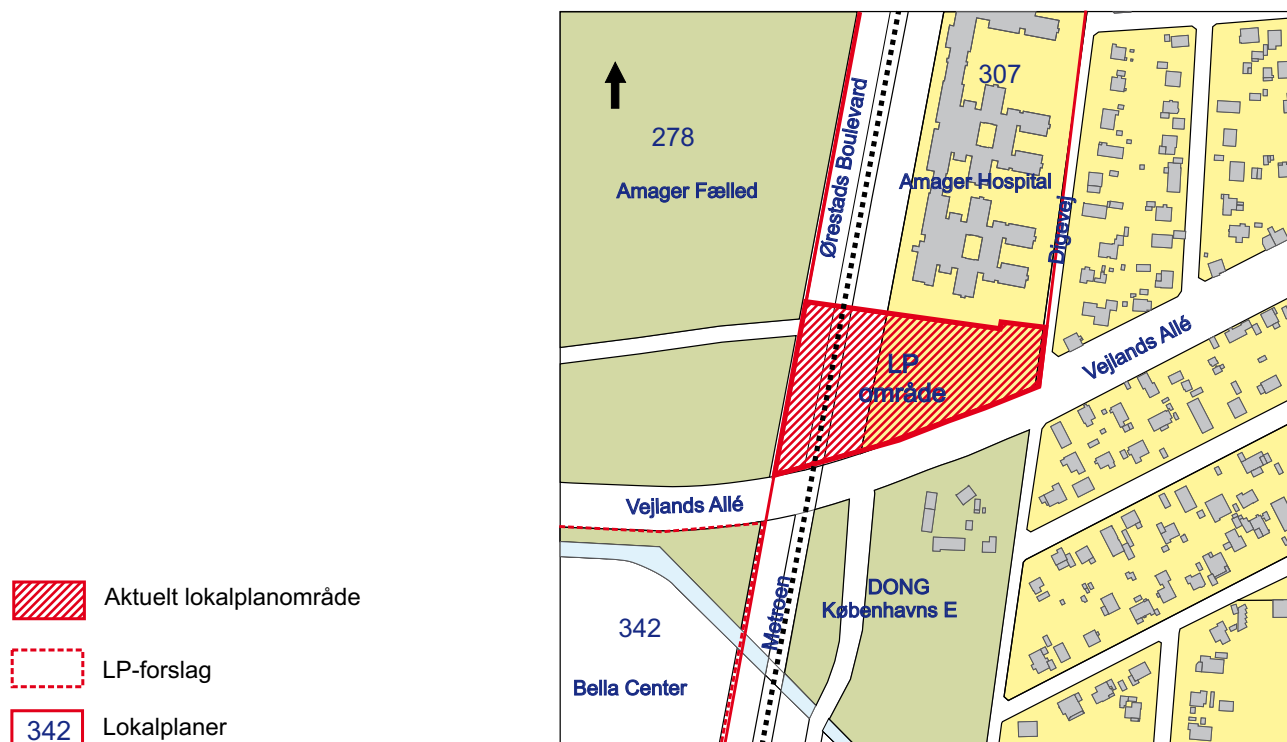 307
278
Amager Fælled
Ørestads Boulevard
Amager Hospital
Digevej
LP
område
Vejlands Allé
Vejlands Allé
DONG
Københavns E
Metroen
342
Bella Center
Aktuelt lokalplanområde
LP-forslag
342 Lokalplaner